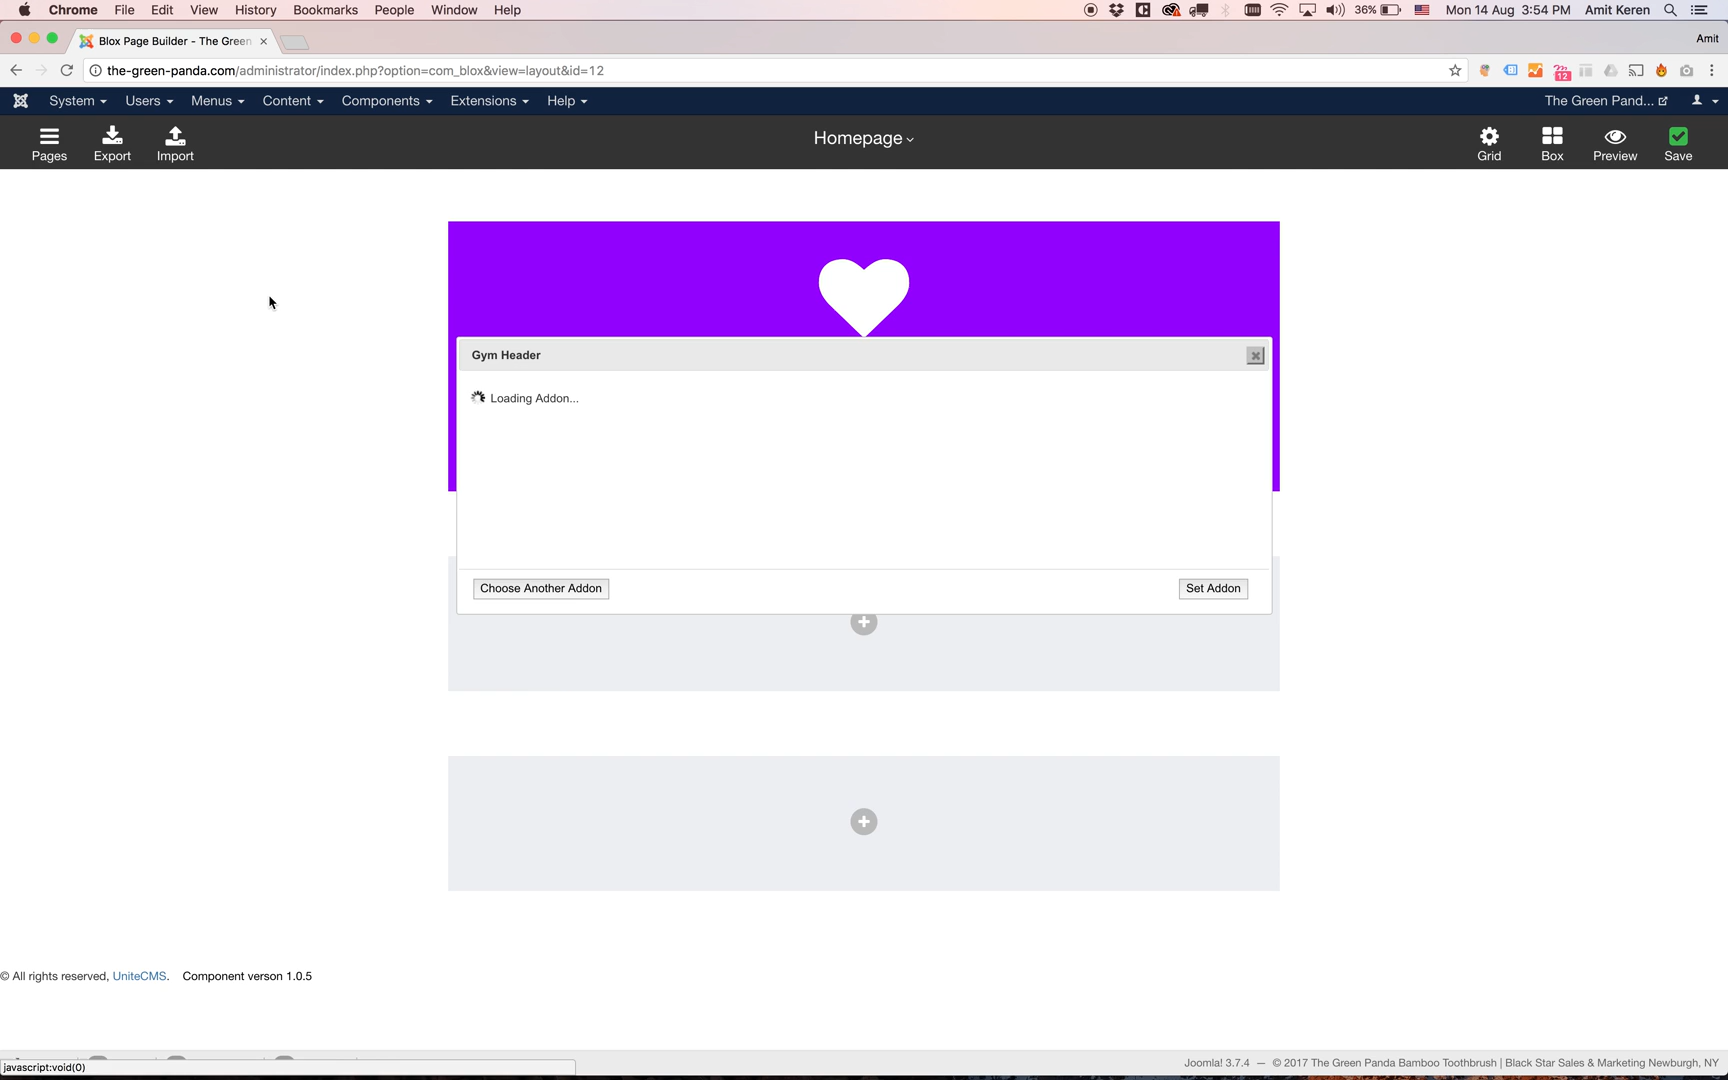 Chrome File Edit View History Bookmarks People Window Help 36% Mon 14 Aug 3:54 PM Amit Keren
Blox Page Builder - The Green Amit
the-green-panda.com/administrator/index.php?option=com_blox&view=layout&id=12
12
System Users Menus Content Components Extensions Help The Green Pand...
Pages Export Import Homepage Grid Box Preview Save
Gym Header
Loading Addon...
Choose Another Addon Set Addon
© All rights reserved, UniteCMS. Component verson 1.0.5
Joomla! 3.7.4 — © 2017 The Green Panda Bamboo Toothbrush | Black Star Sales & Marketing Newburgh, NY
javascript:void(0)